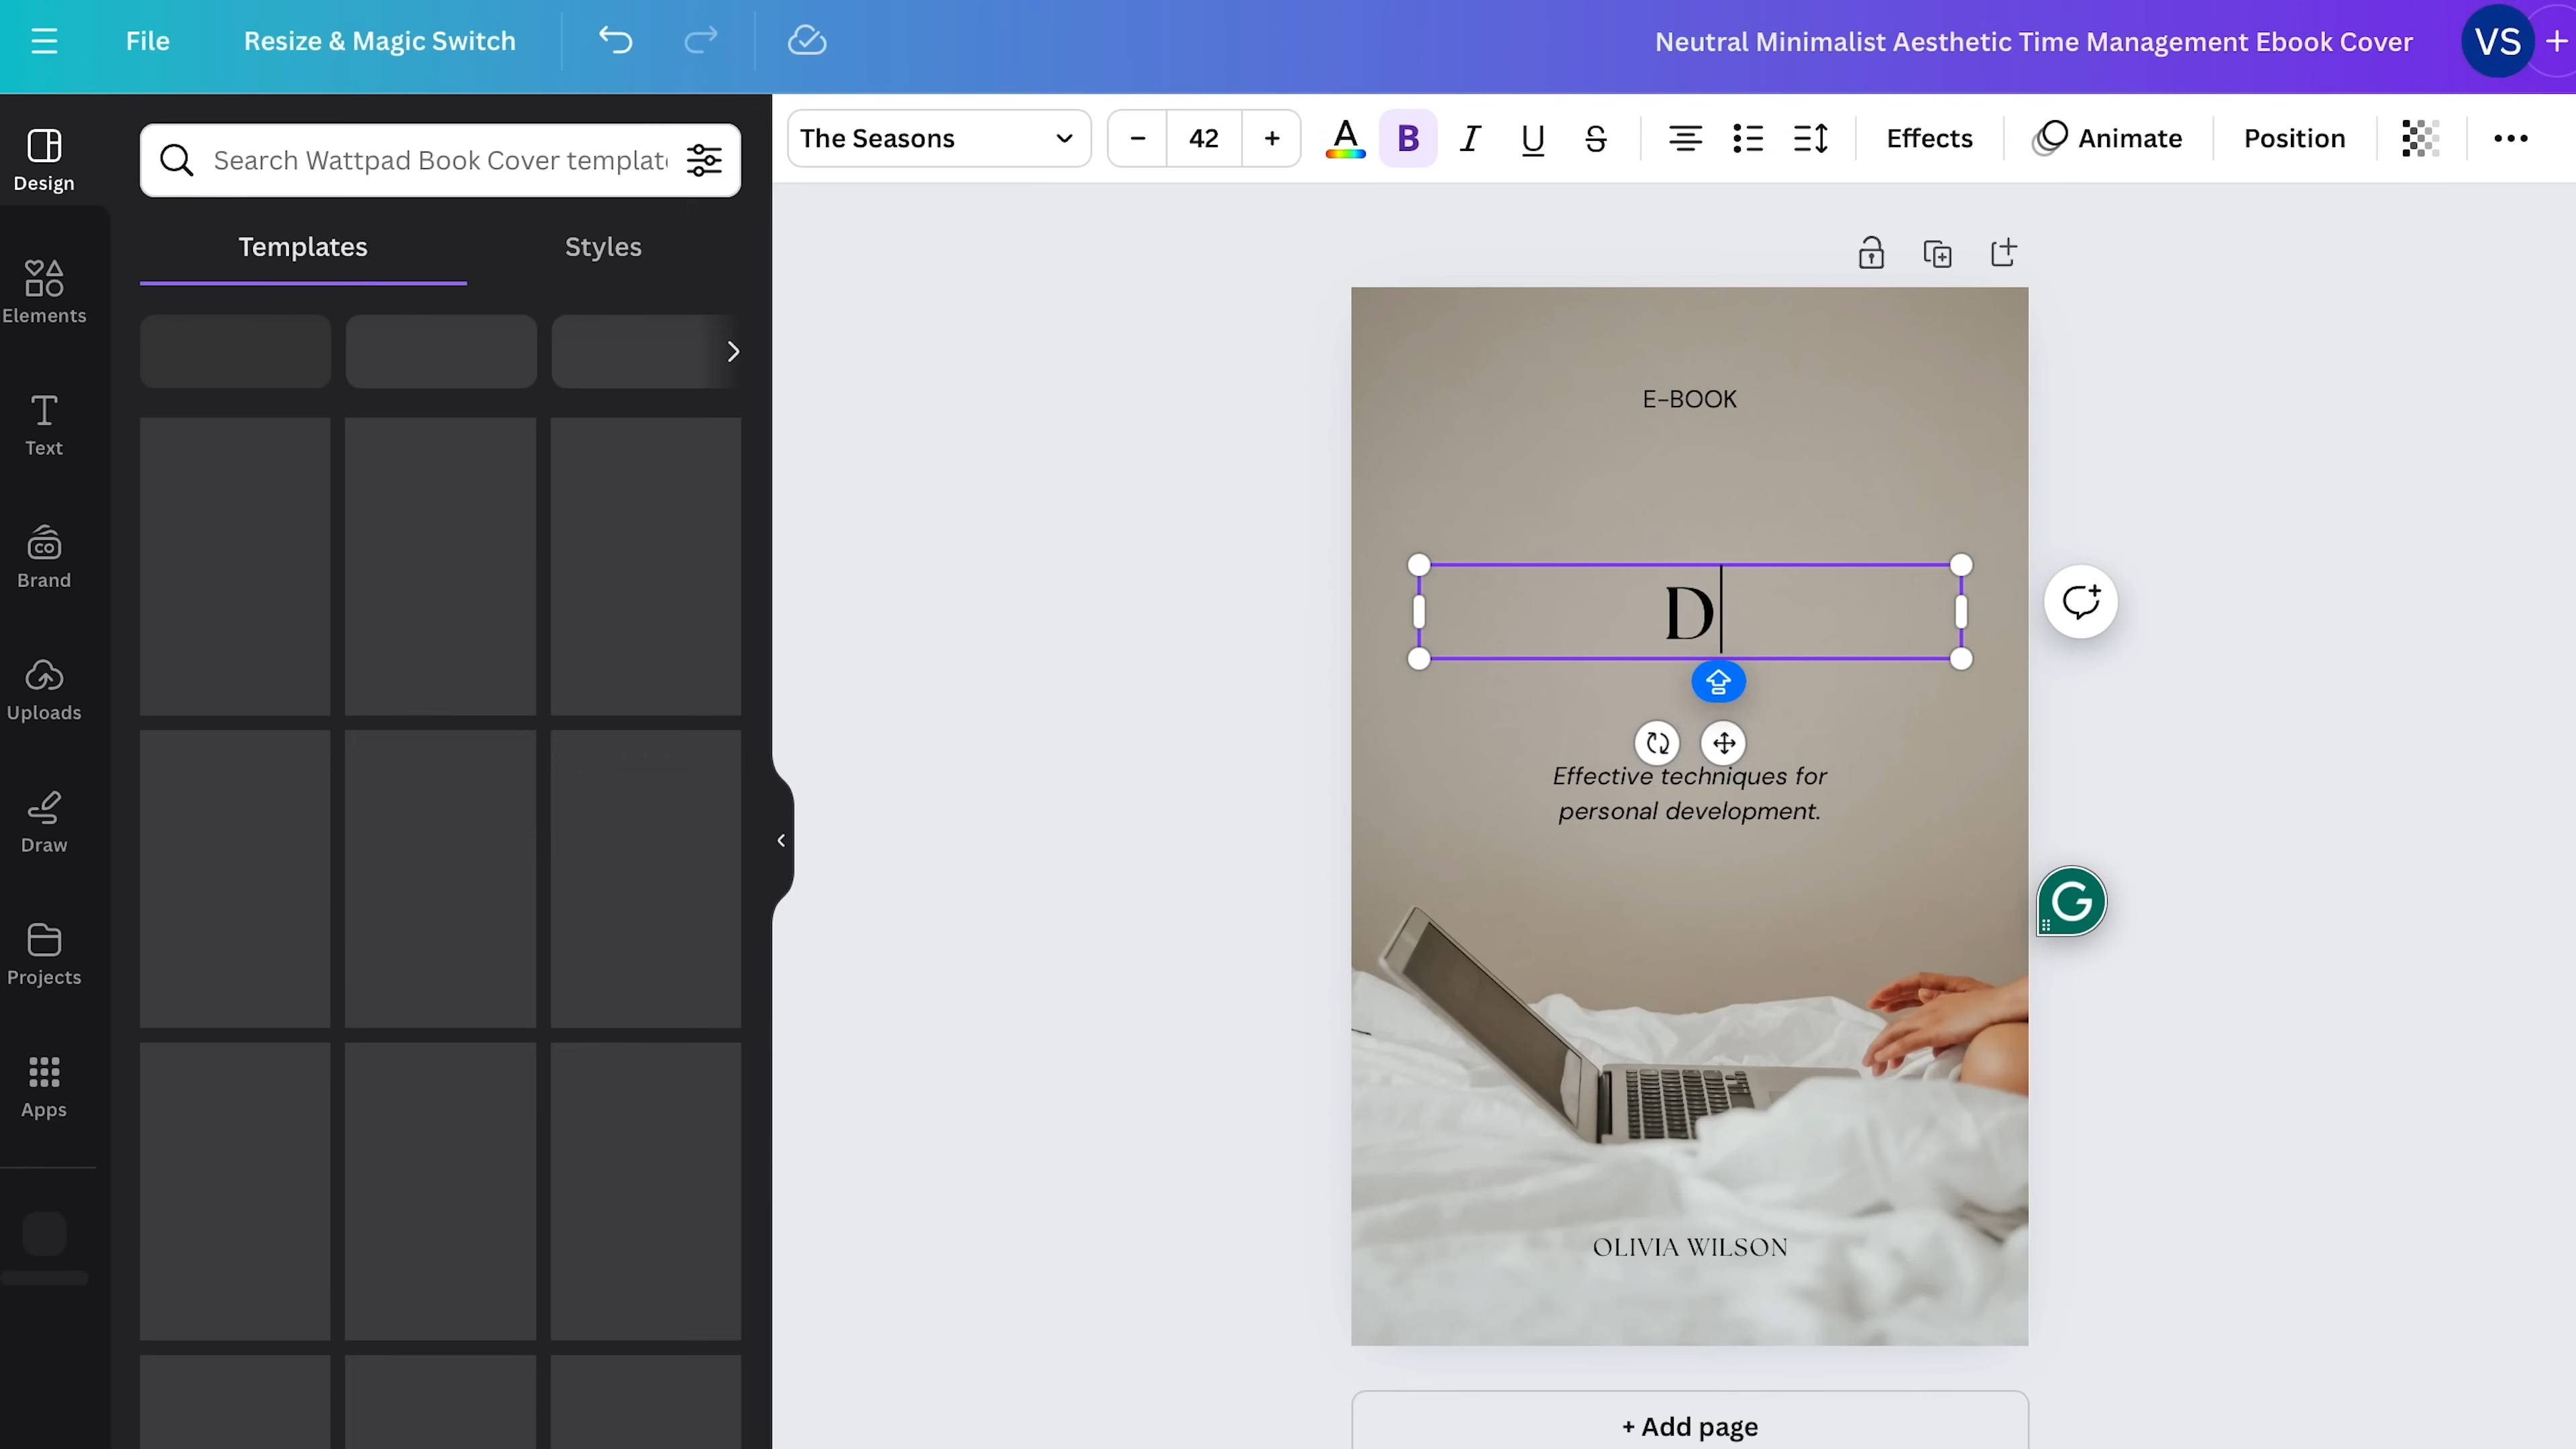 File
Resize & Magic Switch
Neutral Minimalist Aesthetic Time Management Ebook Cover
VS
Design
Elements
Text
CO
Brand
Uploads
Draw
Projects
Apps
Search Wattpad Book Cover
Templates
Styles
The Seasons
42
A
B
I
U
S
Effects
Animate
Position
E-BOOK
D
Effective techniques for
personal development.
OLIVIA WILSON
G
+ Add page